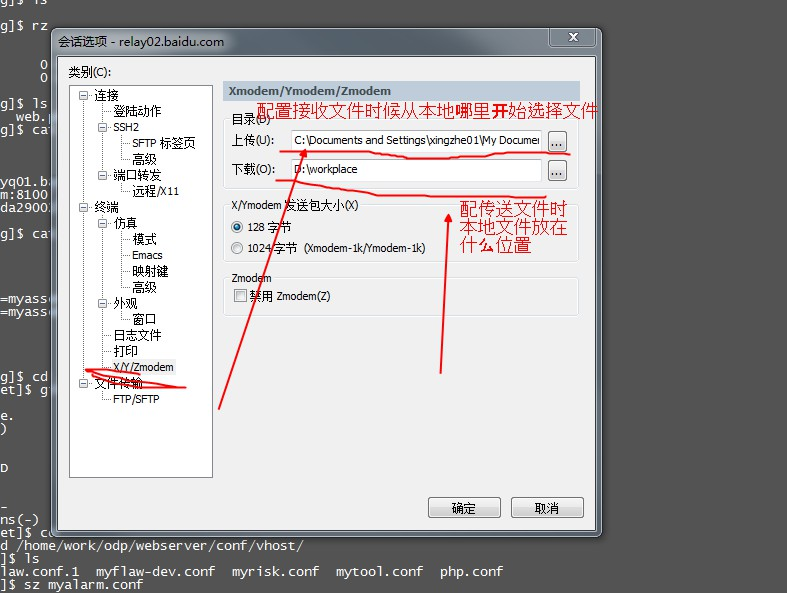 g]$ ls
g]$ rz
会话选项 - relay02.baidu.com
类别(C):
连接
登陆动作
SSH2
SFTP 标签页
高级
端口转发
远程/X11
终端
仿真
模式
Emacs
映射键
高级
外观
窗口
日志文件
打印
X/Y/Zmodem
文件传输
FTP/SFTP
Xmodem/Ymodem/Zmodem
配置接收文件时候从本地哪里开始选择文件
目录(D)
上传(U):
C:\Documents and Settings\xingzhe01\My Documen
...
下载(O):
D:\workplace
...
配传送文件时
本地文件放在
什么位置
X/Ymodem 发送包大小(X)
128 字节
1024 字节 (Xmodem-1k/Ymodem-1k)
Zmodem
禁用 Zmodem(Z)
确定
取消
0
0
g]$ ls
web.
g]$ cat
yq01.ba
m:8100
da2900
g]$ cat
=myasse
=myasse
g]$ cd
et]$ g
e.
)
D
-
ns(-)
et]$ cd
d /home/work/odp/webserver/conf/vhost/
]$ ls
law.conf.1 myflaw-dev.conf myrisk.conf mytool.conf php.conf
]$ sz myalarm.conf